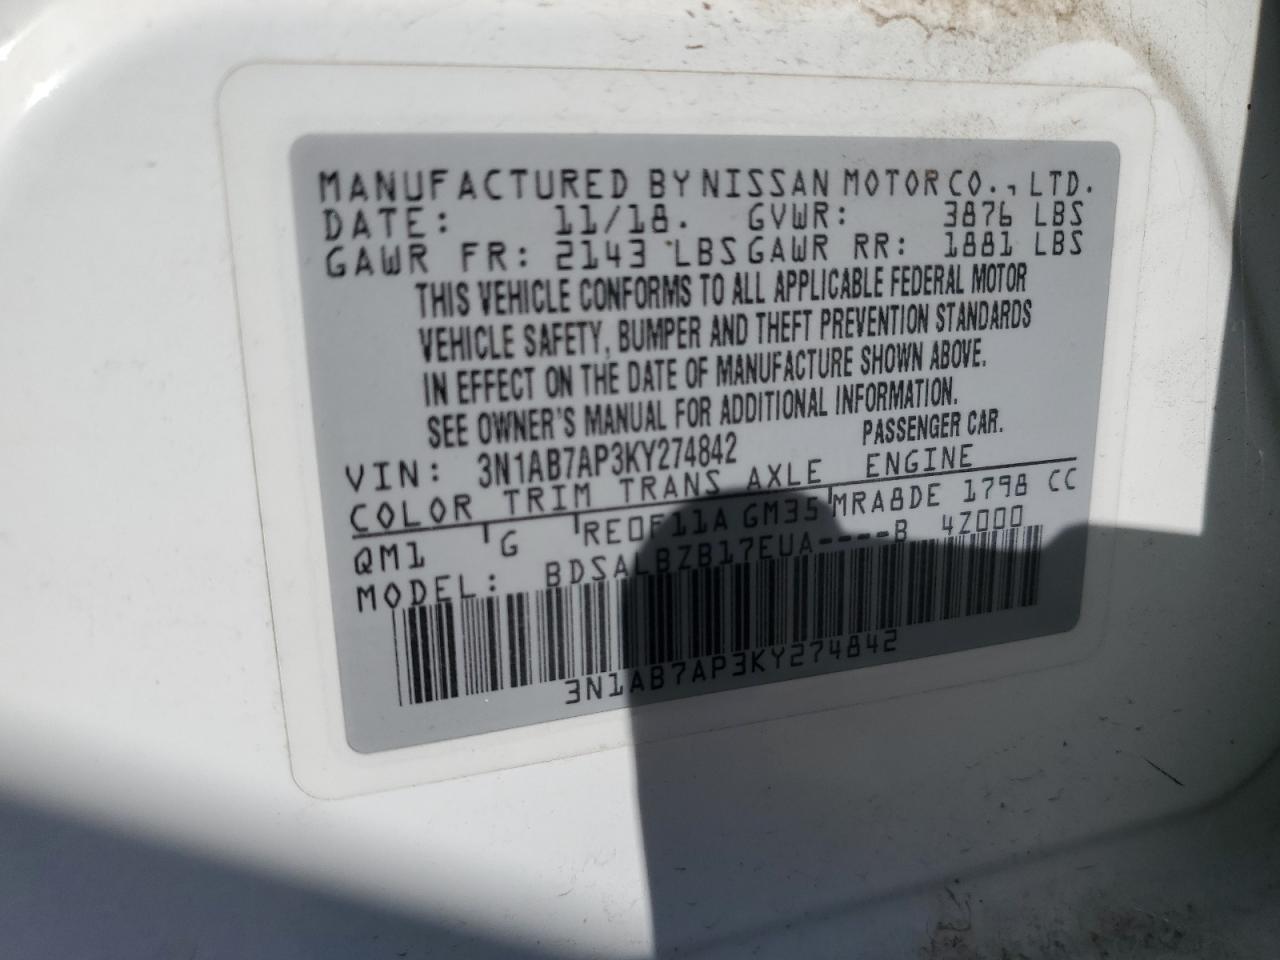 MANUFACTURED BY NISSAN MOTOR CO., LTD.
DATE: 11/18. GVWR: 3876 LBS
GAWR FR: 2143 LBS GAWR RR: 1881 LBS
THIS VEHICLE CONFORMS TO ALL APPLICABLE FEDERAL MOTOR
VEHICLE SAFETY, BUMPER AND THEFT PREVENTION STANDARDS
IN EFFECT ON THE DATE OF MANUFACTURE SHOWN ABOVE.
SEE OWNER'S MANUAL FOR ADDITIONAL INFORMATION.
VIN: 3N1AB7AP3KY274842 PASSENGER CAR.
COLOR TRIM TRANS AXLE ENGINE
QM1 G RE0F11A GM35 MRA8DE 1798 CC
MODEL: BDSALBZB17EUA----B 4Z000
3N1AB7AP3KY274842